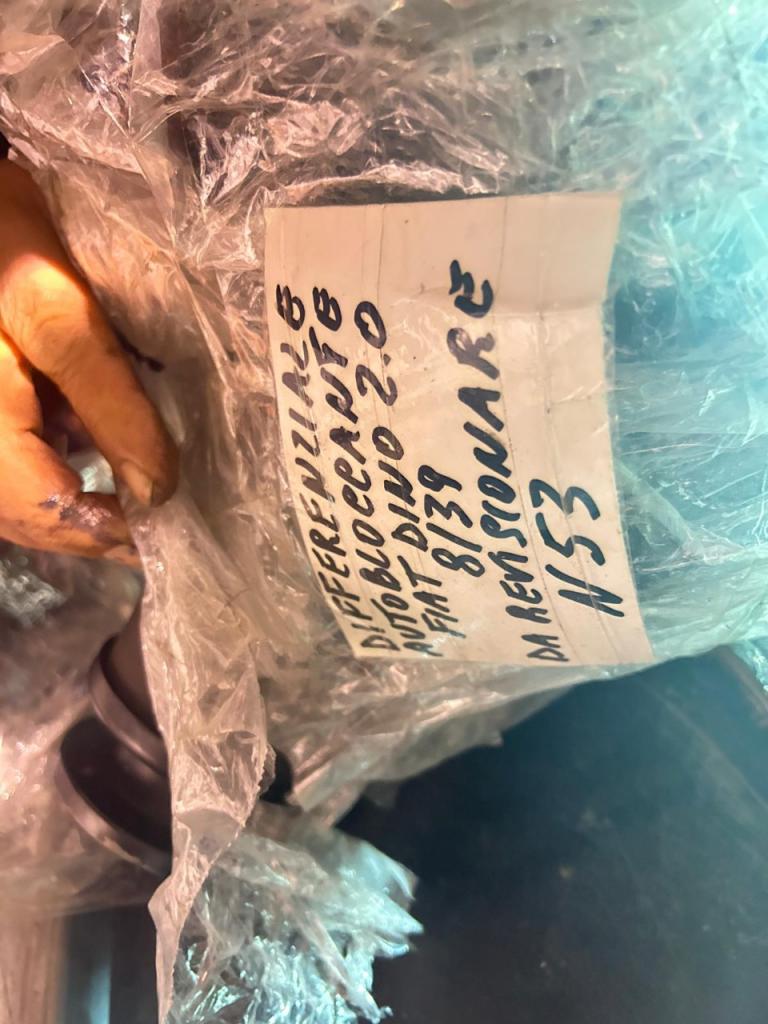 DIFFERENZIALE
AUTOBLOCCANTE
FIAT DINO 2.0
8/39
DA REVISIONARE
N 53